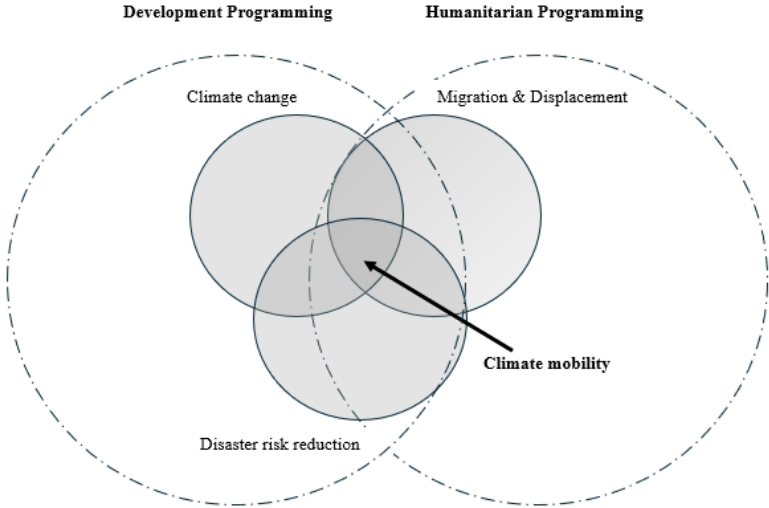 Development Programming
Humanitarian Programming
Climate change
Migration & Displacement
Climate mobility
Disaster risk reduction